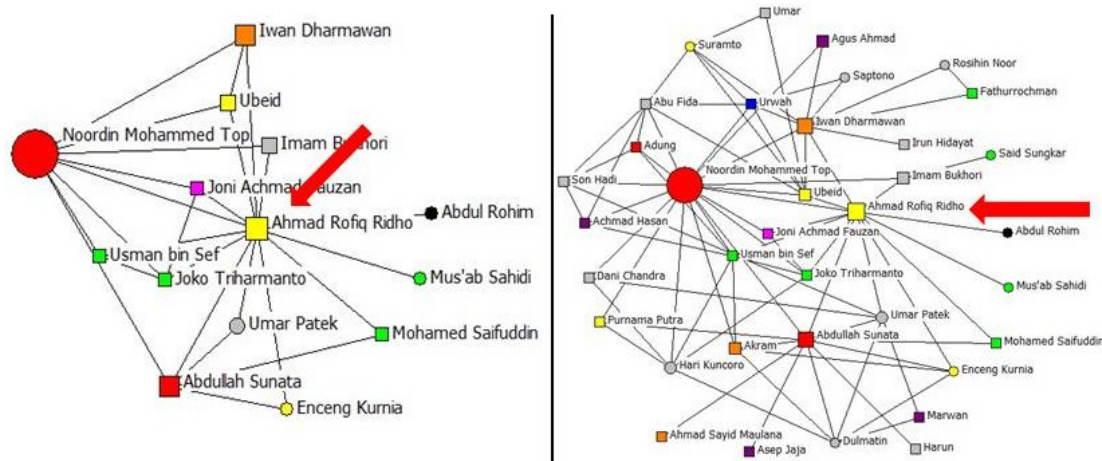 Iwan Dharmawan
Ubeid
Noordin Mohammed Top
Imam Bukhori
Joni Achmad Fauzan
Ahmad Rofiq Ridho
Abdul Rohim
Usman bin Sef
Joko Triharmanto
Mus'ab Sahidi
Umar Patek
Mohamed Saifuddin
Abdullah Sunata
Enceng Kurnia
Umar
Suramto
Agus Ahmad
Rosihin Noor
Saptono
Fathurrochman
Abu Fida
Urwah
Iwan Dharmawan
Irun Hidayat
Adung
Said Sungkar
Noordin Mohammed Top
Son Hadi
Imam Bukhori
Ubeid
Ahmad Rofiq Ridho
Achmad Hasan
Joni Achmad Fauzan
Abdul Rohim
Usman bin Sef
Dani Chandra
Joko Triharmanto
Mus'ab Sahidi
Purnama Putra
Umar Patek
Abdullah Sunata
Mohamed Saifuddin
Akram
Hari Kuncoro
Enceng Kurnia
Marwan
Ahmad Sayid Maulana
Dulmatin
Harun
Asep Jaja